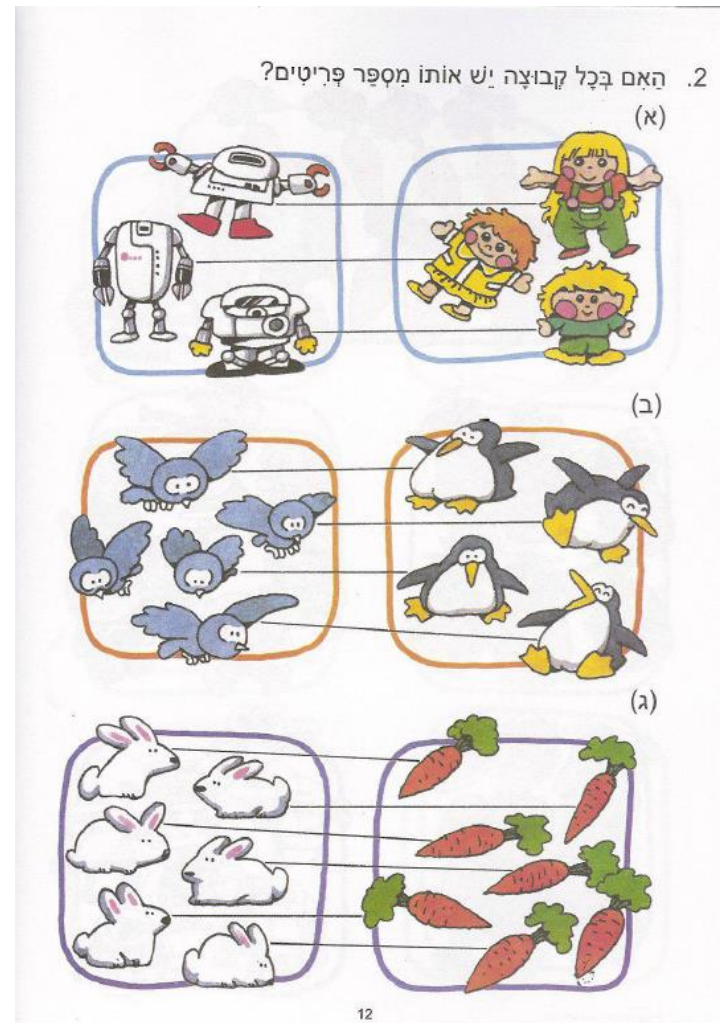 2. הַאִם בְּכָל קְבוּצָה יֵשׁ אוֹתוֹ מִסְפַּר פְּרִיטִים?
(א)
(ב)
(ג)
12